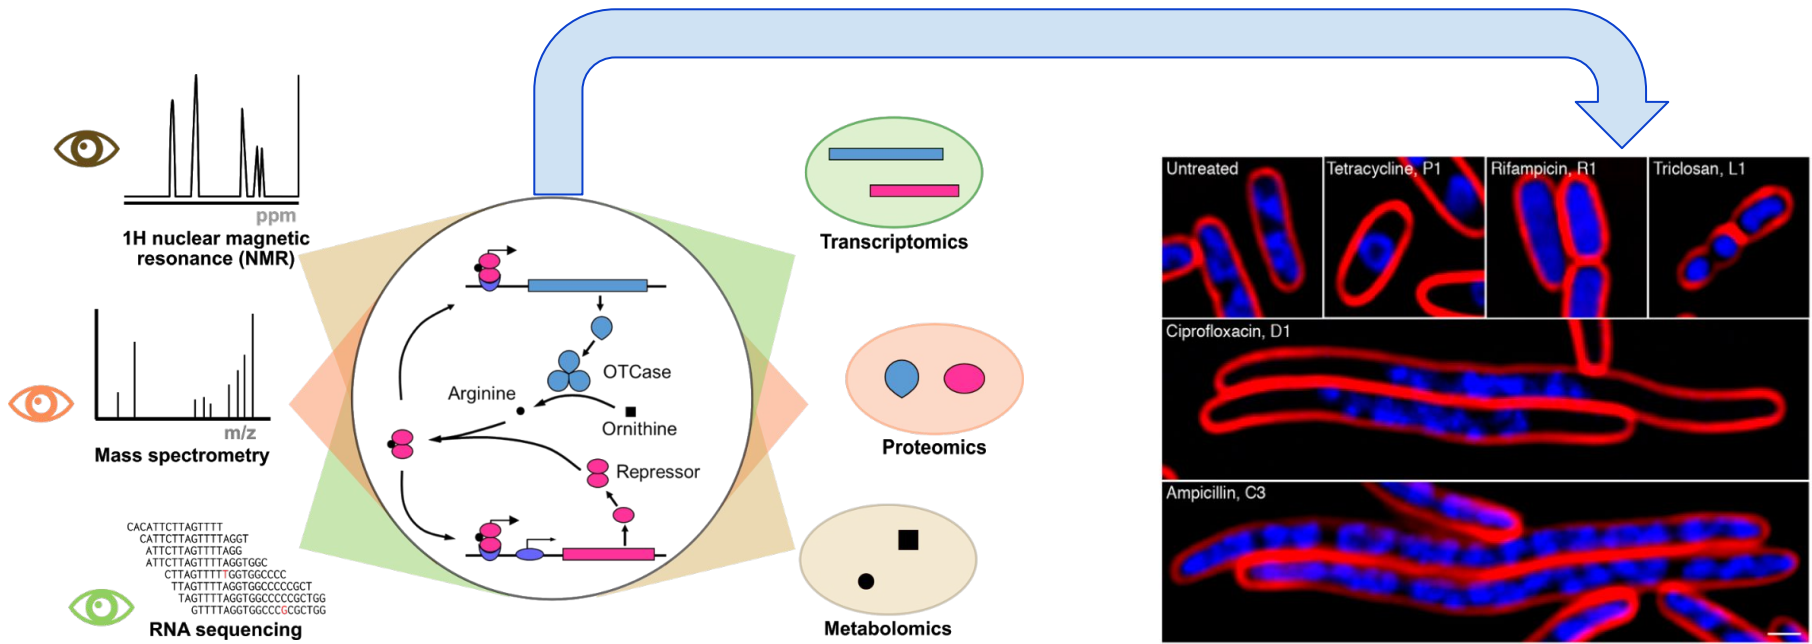 ppm
1H nuclear magnetic
resonance (NMR)
m/z
Mass spectrometry
CACATTCTTAGTTTT
CATTCTTAGTTTTAGGT
ATTCTTAGTTTTAGG
ATTCTTAGTTTTAGGTGGC
CTTAGTTTTTGGTGGCCCC
TTAGTTTTAGGTGGCCCCCGCT
TAGTTTTAGGTGGCCCCCGCTGG
GTTTTAGGTGGCCCGCGCTGG
RNA sequencing
OTCase
Arginine
Ornithine
Repressor
Transcriptomics
Proteomics
Metabolomics
Untreated
Tetracycline, P1
Rifampicin, R1
Triclosan, L1
Ciprofloxacin, D1
Ampicillin, C3